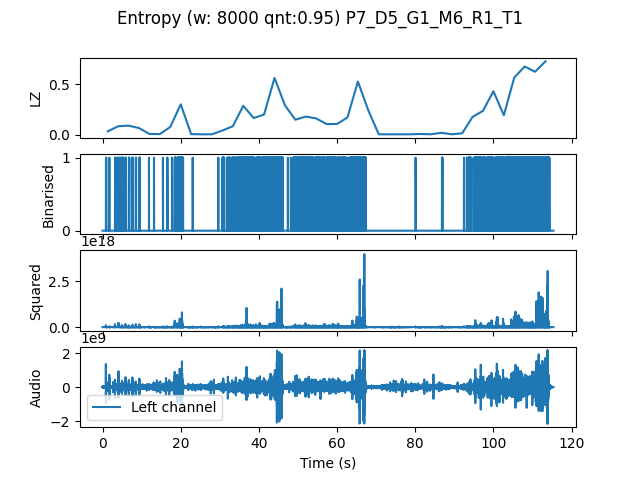 Entropy (w: 8000 qnt:0.95) P7_D5_G1_M6_R1_T1
LZ
0.5
0.0
Binarised
1
0
1e18
Squared
2.5
0.0
1e9
Audio
2
0
−2
Left channel
0 20 40 60 80 100 120
Time (s)